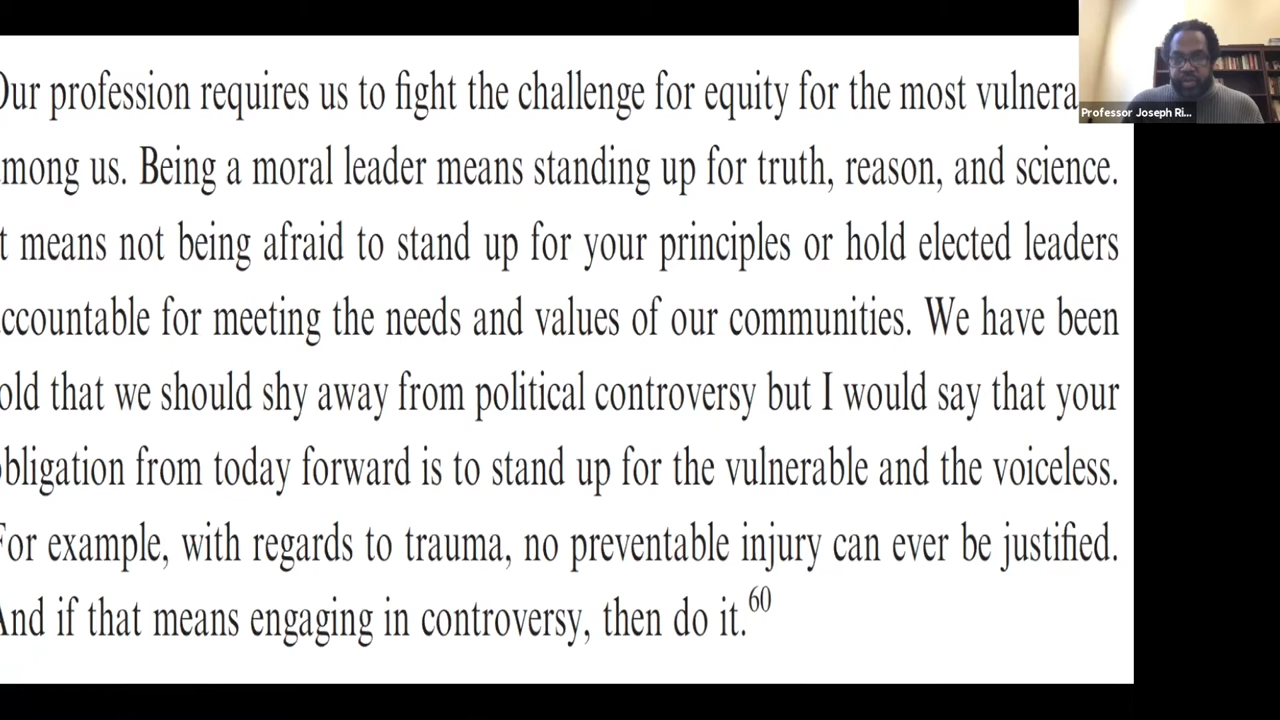 Our profession requires us to fight the challenge for equity for the most vulnera
mong us. Being a moral leader means standing up for truth, reason, and science.
t means not being afraid to stand up for your principles or hold elected leaders
ccountable for meeting the needs and values of our communities. We have been
old that we should shy away from political controversy but I would say that your
bligation from today forward is to stand up for the vulnerable and the voiceless.
For example, with regards to trauma, no preventable injury can ever be justified.
And if that means engaging in controversy, then do it.60
Professor Joseph Ri...